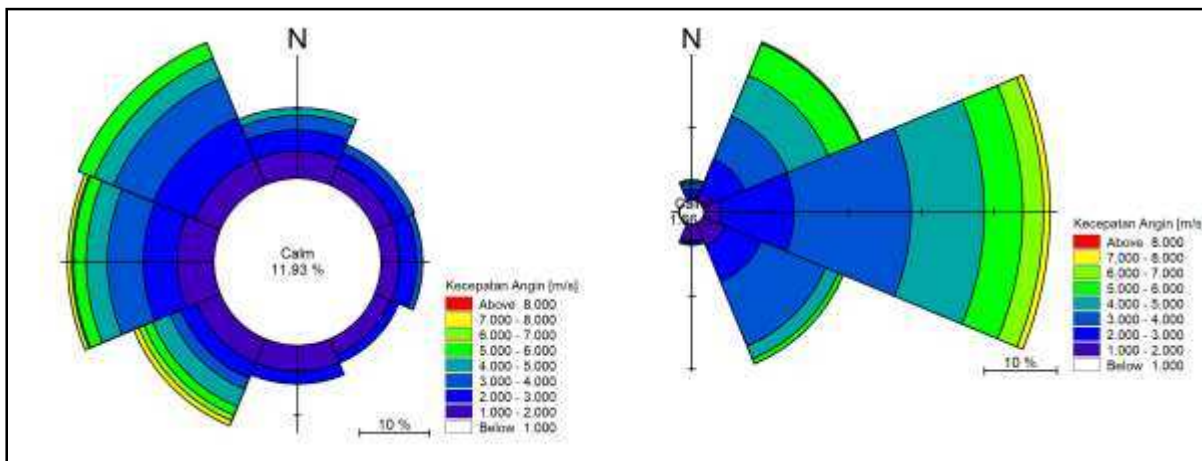 N
Calm
11.93 %
Kecepatan Angin [m/s]
Above 8.000
7.000 - 8.000
6.000 - 7.000
5.000 - 6.000
4.000 - 5.000
3.000 - 4.000
2.000 - 3.000
1.000 - 2.000
Below 1.000
10 %
N
Kecepatan Angin [m/s]
Above 8.000
7.000 - 8.000
6.000 - 7.000
5.000 - 6.000
4.000 - 5.000
3.000 - 4.000
2.000 - 3.000
1.000 - 2.000
Below 1.000
10 %